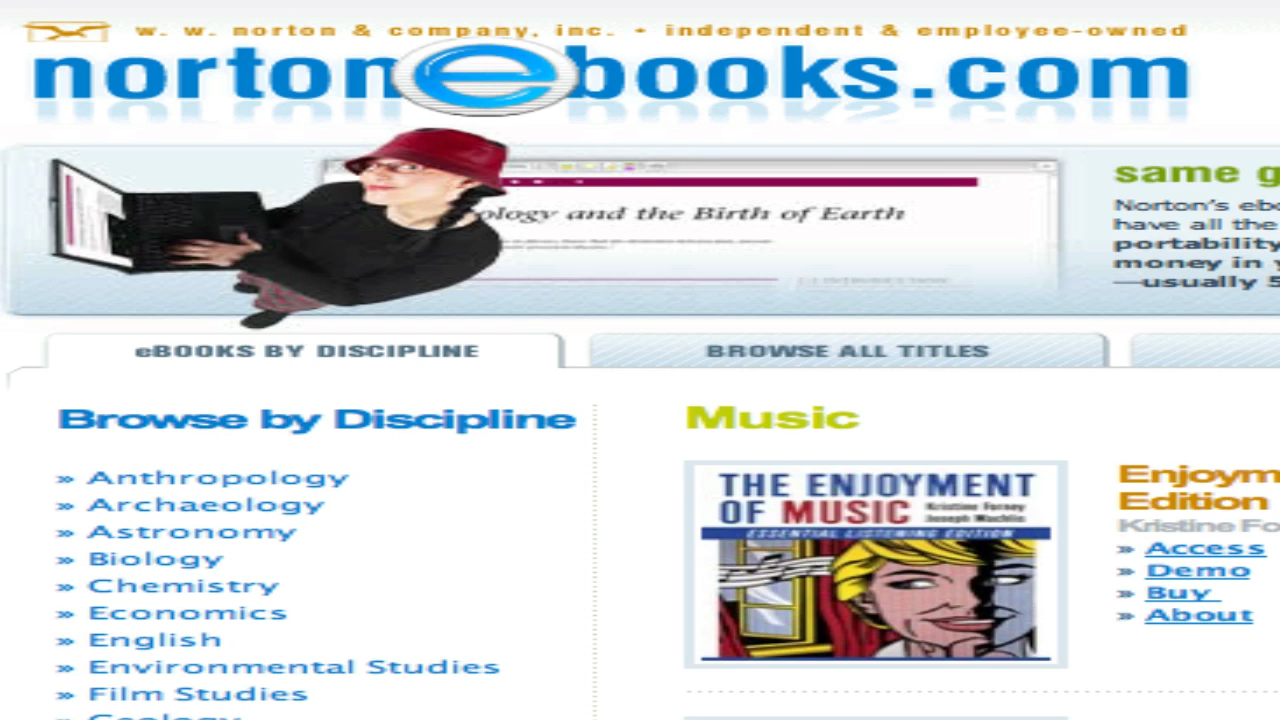 w. w. norton & company, inc. • independent & employee-owned
nortonebooks.com
ology and the Birth of Earth
same g
Norton's ebo
have all the
portability
money in y
—usually 5
eBOOKS BY DISCIPLINE
BROWSE ALL TITLES
Browse by Discipline
» Anthropology
» Archaeology
» Astronomy
» Biology
» Chemistry
» Economics
» English
» Environmental Studies
» Film Studies
Geology
Music
THE ENJOYMENT
OF MUSIC
Kristine Forney
Joseph Machlis
ESSENTIAL LISTENING EDITION
Enjoym
Edition
Kristine Fo
» Access
» Demo
» Buy
» About